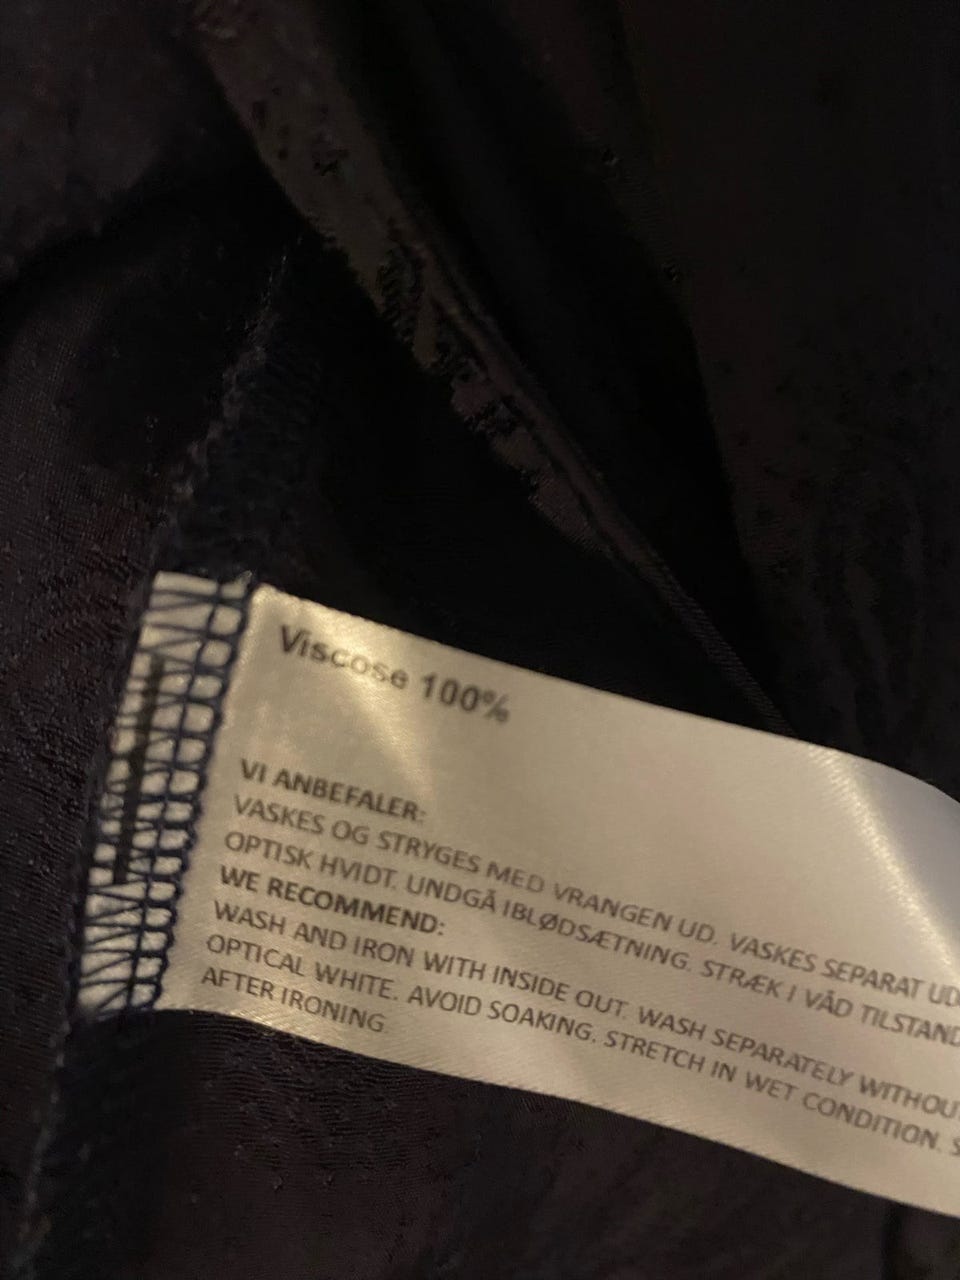 Viscose 100%
VI ANBEFALER:
VASKES OG STRYGES MED VRANGEN UD. VASKES SEPARAT UD
OPTISK HVIDT. UNDGÅ IBLØDSÆTNING. STRÆK I VÅD TILSTAND
WE RECOMMEND:
WASH AND IRON WITH INSIDE OUT. WASH SEPARATELY WITHOU
OPTICAL WHITE. AVOID SOAKING. STRETCH IN WET CONDITION. S
AFTER IRONING